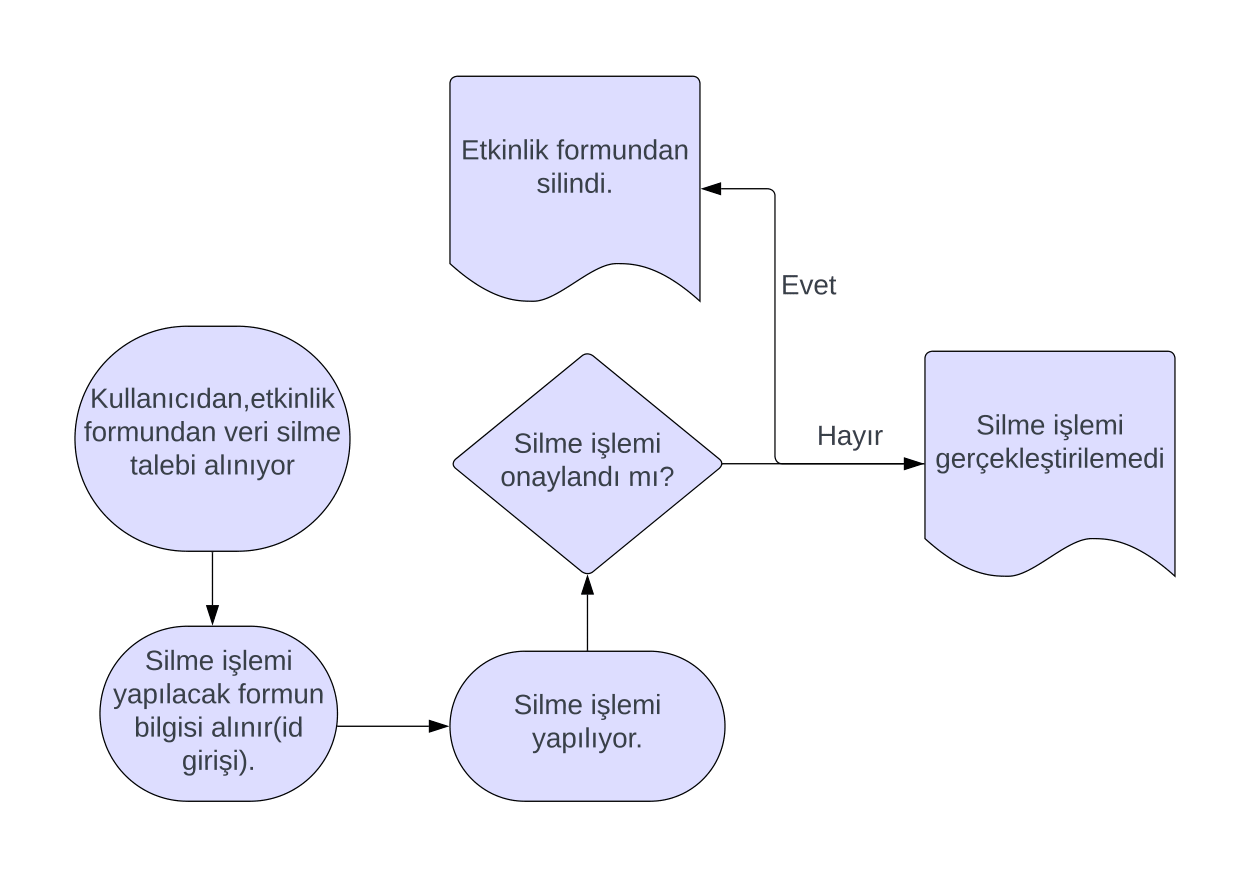 Etkinlik formundan
silindi.
Evet
Kullanıcıdan,etkinlik
formundan veri silme
talebi alınıyor
Silme işlemi
onaylandı mı?
Hayır
Silme işlemi
gerçekleştirilemedi
Silme işlemi
yapılacak formun
bilgisi alınır(id
girişi).
Silme işlemi
yapılıyor.